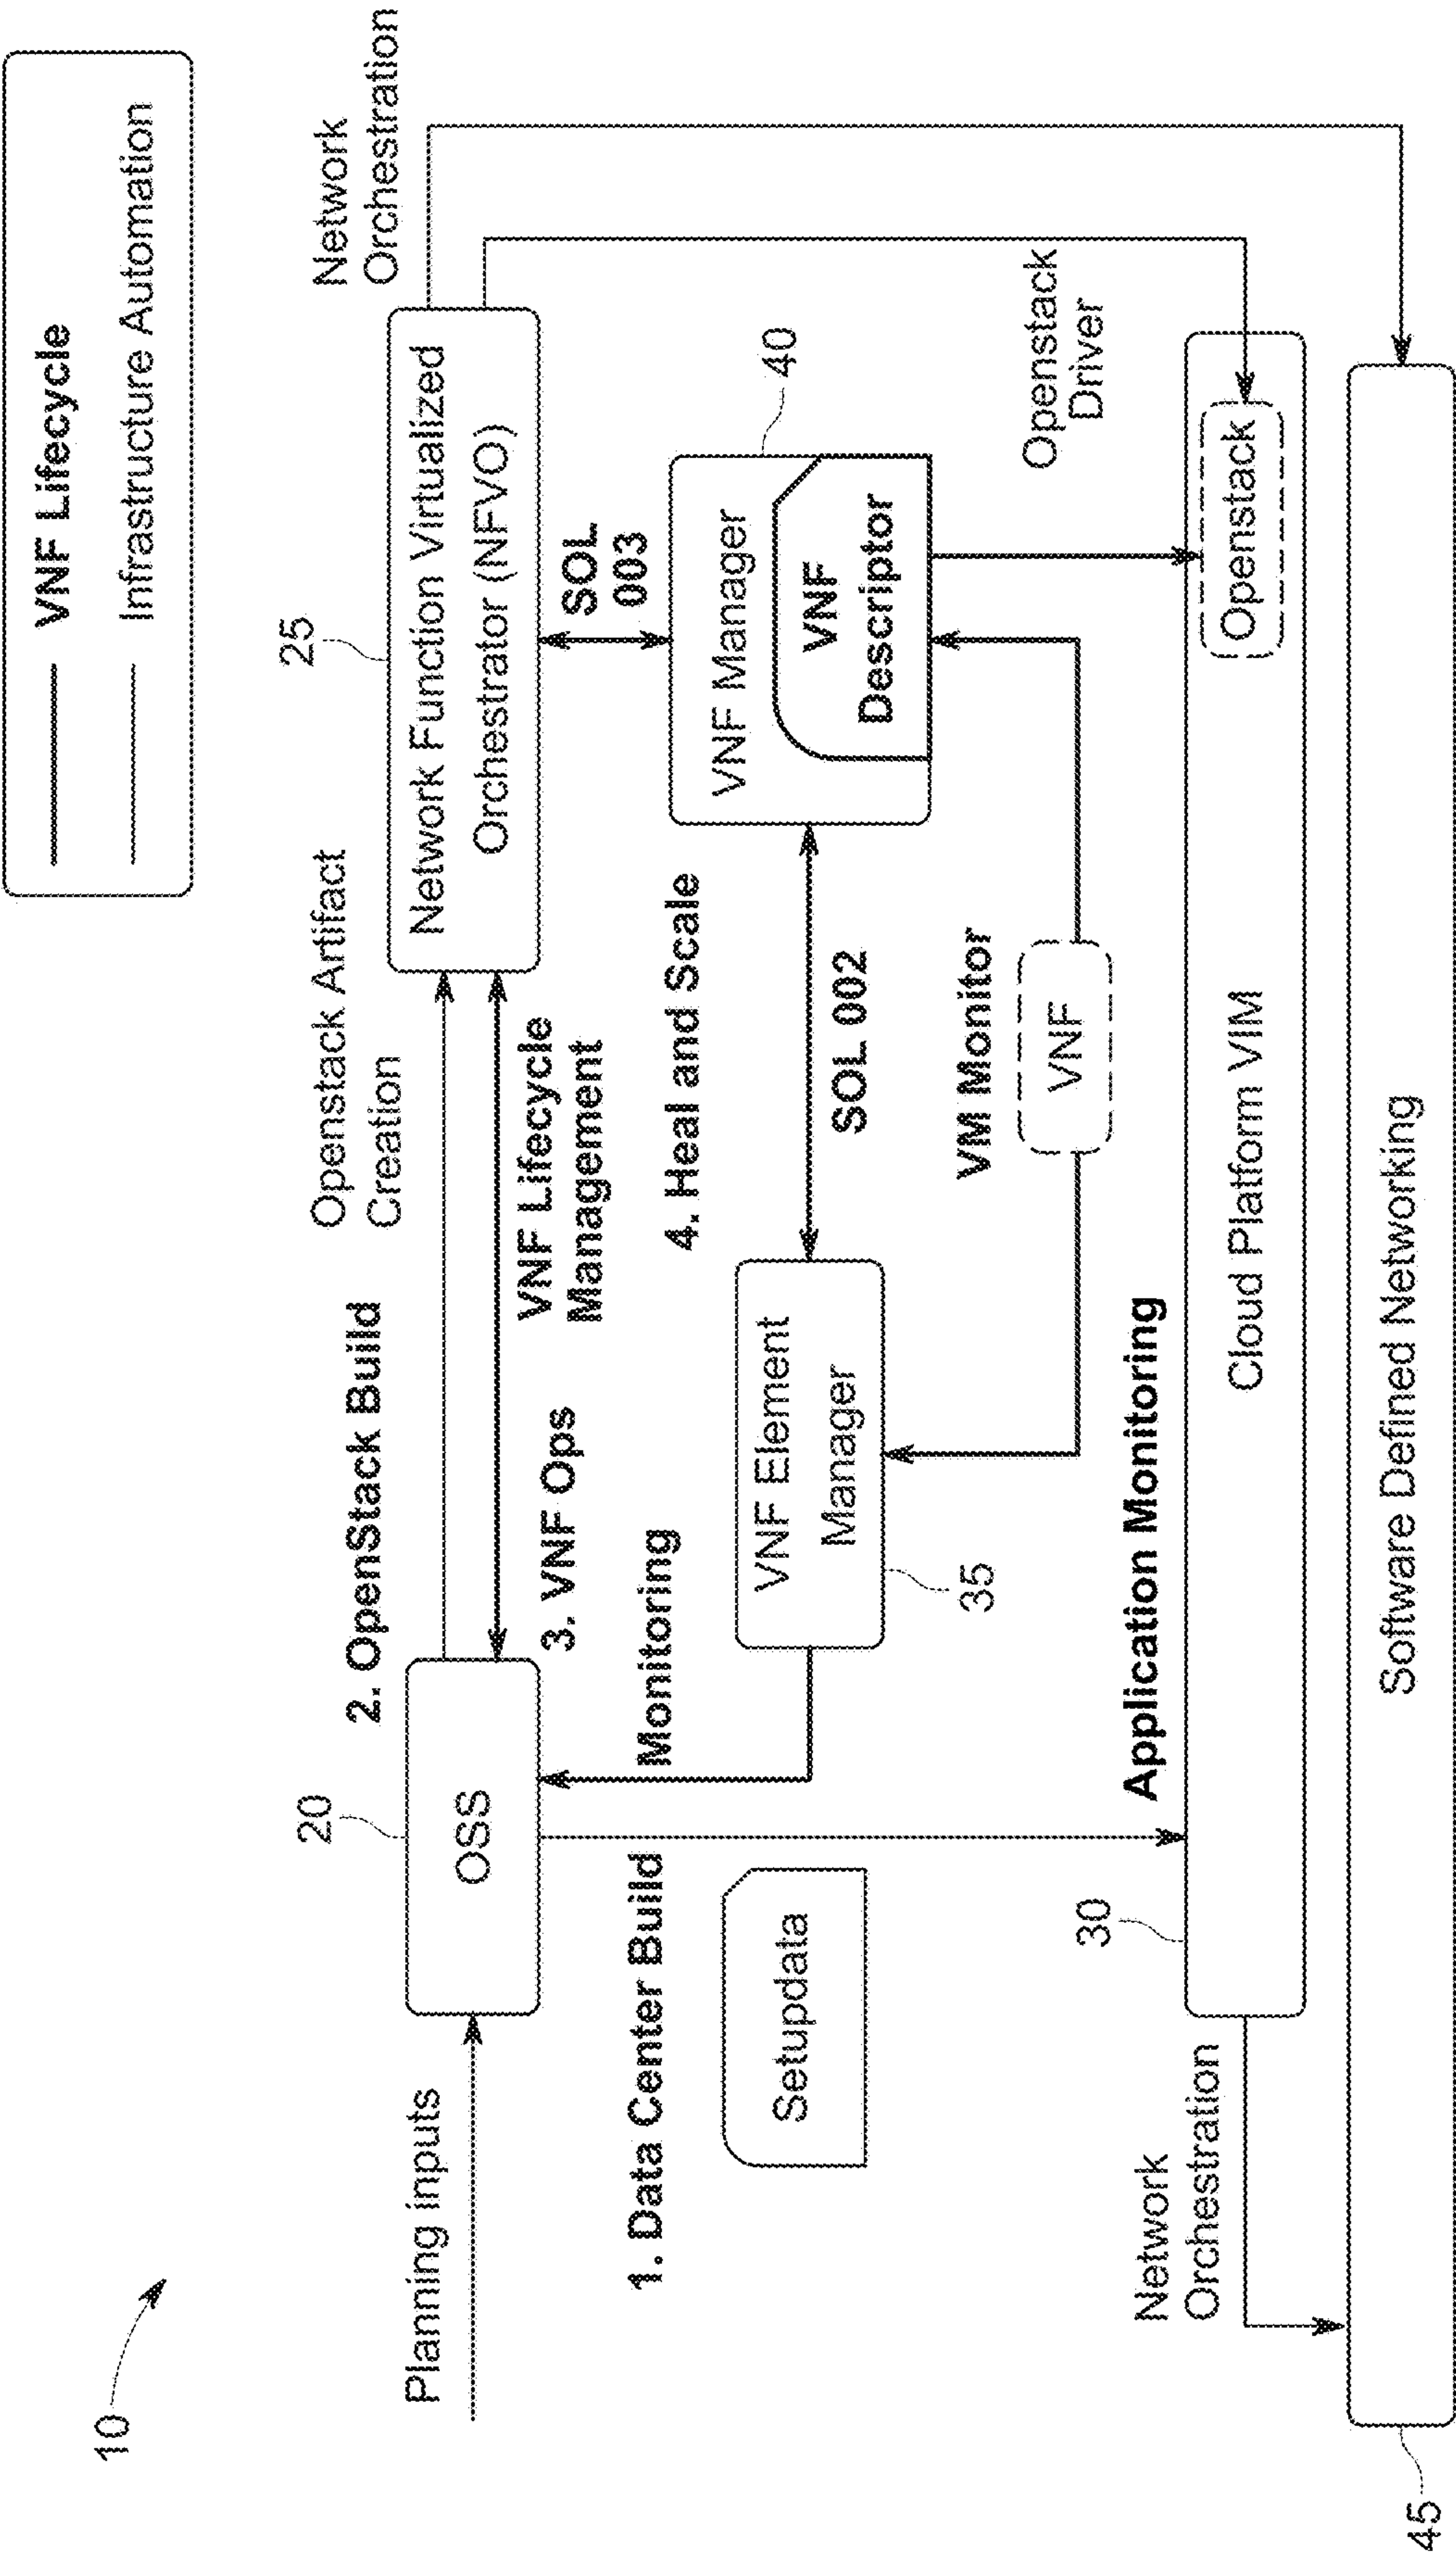 VNF Lifecycle
Infrastructure Automation
10
Planning inputs
20
OSS
2. OpenStack Build
Openstack Artifact
Creation
3. VNF Ops
VNF Lifecycle
Management
25
Network Function Virtualized
Orchestrator (NFVO)
Network
Orchestration
1. Data Center Build
Setupdata
Monitoring
VNF Element
Manager
35
4. Heal and Scale
SOL 002
SOL
003
40
VNF Manager
VNF
Descriptor
VM Monitor
VNF
Openstack
Driver
Application Monitoring
30
Cloud Platform VIM
Openstack
Network
Orchestration
45
Software Defined Networking